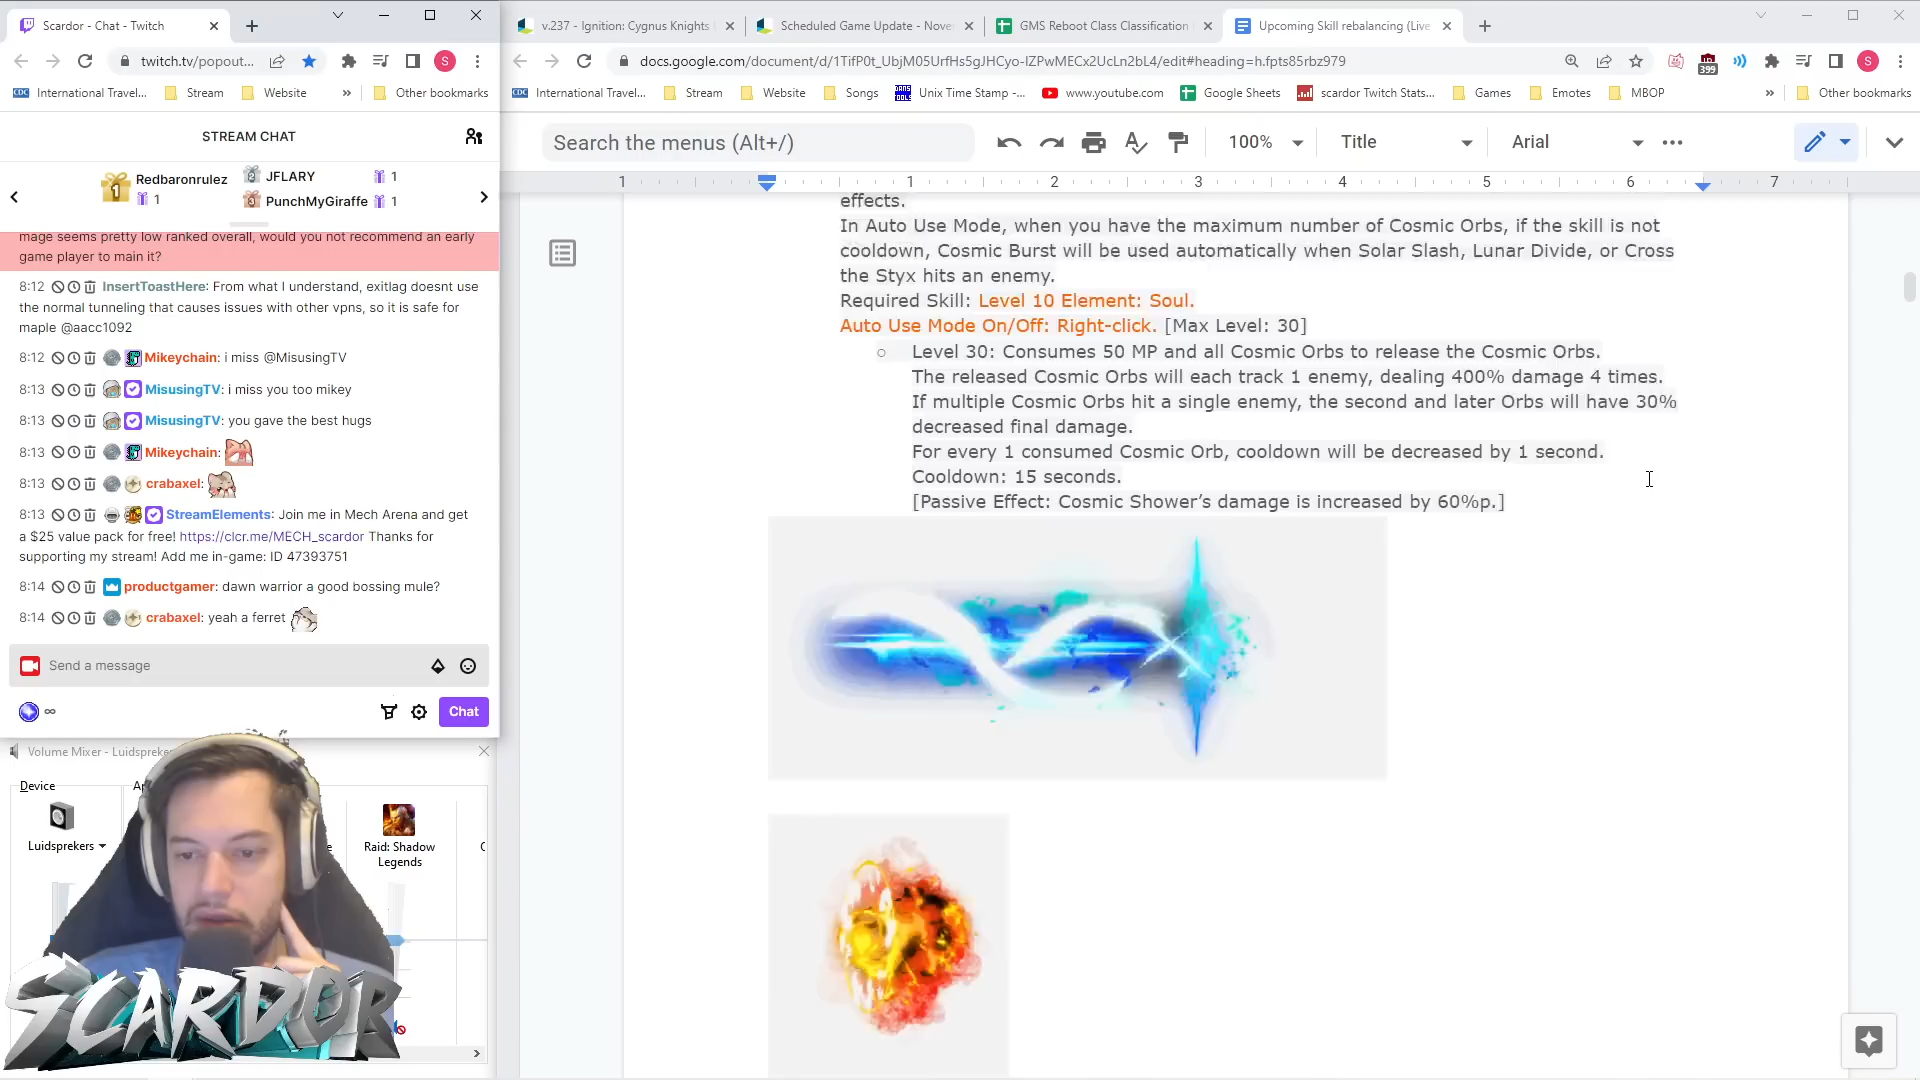 Scardor - Chat - Twitch
twitch.tv/popout...
International Travel...
Stream
Website
»
Other bookmarks
STREAM CHAT
Redbaronrulez
1
JFLARY
1
PunchMyGiraffe
1
mage seems pretty low ranked overall, would you not recommend an early
game player to main it?
8:12 InsertToastHere: From what I understand, exitlag doesnt use
the normal tunneling that causes issues with other vpns, so it is safe for
maple @aacc1092
8:12 Mikeychain: i miss @MisusingTV
8:13 MisusingTV: i miss you too mikey
8:13 MisusingTV: you gave the best hugs
8:13 Mikeychain:
8:13 crabaxel:
8:13 StreamElements: Join me in Mech Arena and get
a $25 value pack for free! https://clcr.me/MECH_scardor Thanks for
supporting my stream! Add me in-game: ID 47393751
8:14 productgamer: dawn warrior a good bossing mule?
8:14 crabaxel: yeah a ferret
Send a message
∞
Chat
Volume Mixer - Luidspreke
Device
Ap
Luidsprekers
Raid: Shadow
Legends
SCARDOR
v.237 - Ignition: Cygnus Knights
Scheduled Game Update - Nove
GMS Reboot Class Classification
Upcoming Skill rebalancing (Live
docs.google.com/document/d/1TifP0t_UbjM05UrfHs5gJHCyo-IZPwMECx2UcLn2bL4/edit#heading=h.fpts85rbz979
399
S
International Travel...
Stream
Website
Songs
Unix Time Stamp -...
www.youtube.com
Google Sheets
scardor Twitch Stats...
Games
Emotes
MBOP
»
Other bookmarks
Search the menus (Alt+/)
100%
Title
Arial
1 1 2 3 4 5 6 7
effects.
In Auto Use Mode, when you have the maximum number of Cosmic Orbs, if the skill is not
cooldown, Cosmic Burst will be used automatically when Solar Slash, Lunar Divide, or Cross
the Styx hits an enemy.
Required Skill: Level 10 Element: Soul.
Auto Use Mode On/Off: Right-click. [Max Level: 30]
○ Level 30: Consumes 50 MP and all Cosmic Orbs to release the Cosmic Orbs.
The released Cosmic Orbs will each track 1 enemy, dealing 400% damage 4 times.
If multiple Cosmic Orbs hit a single enemy, the second and later Orbs will have 30%
decreased final damage.
For every 1 consumed Cosmic Orb, cooldown will be decreased by 1 second.
Cooldown: 15 seconds.
[Passive Effect: Cosmic Shower’s damage is increased by 60%p.]